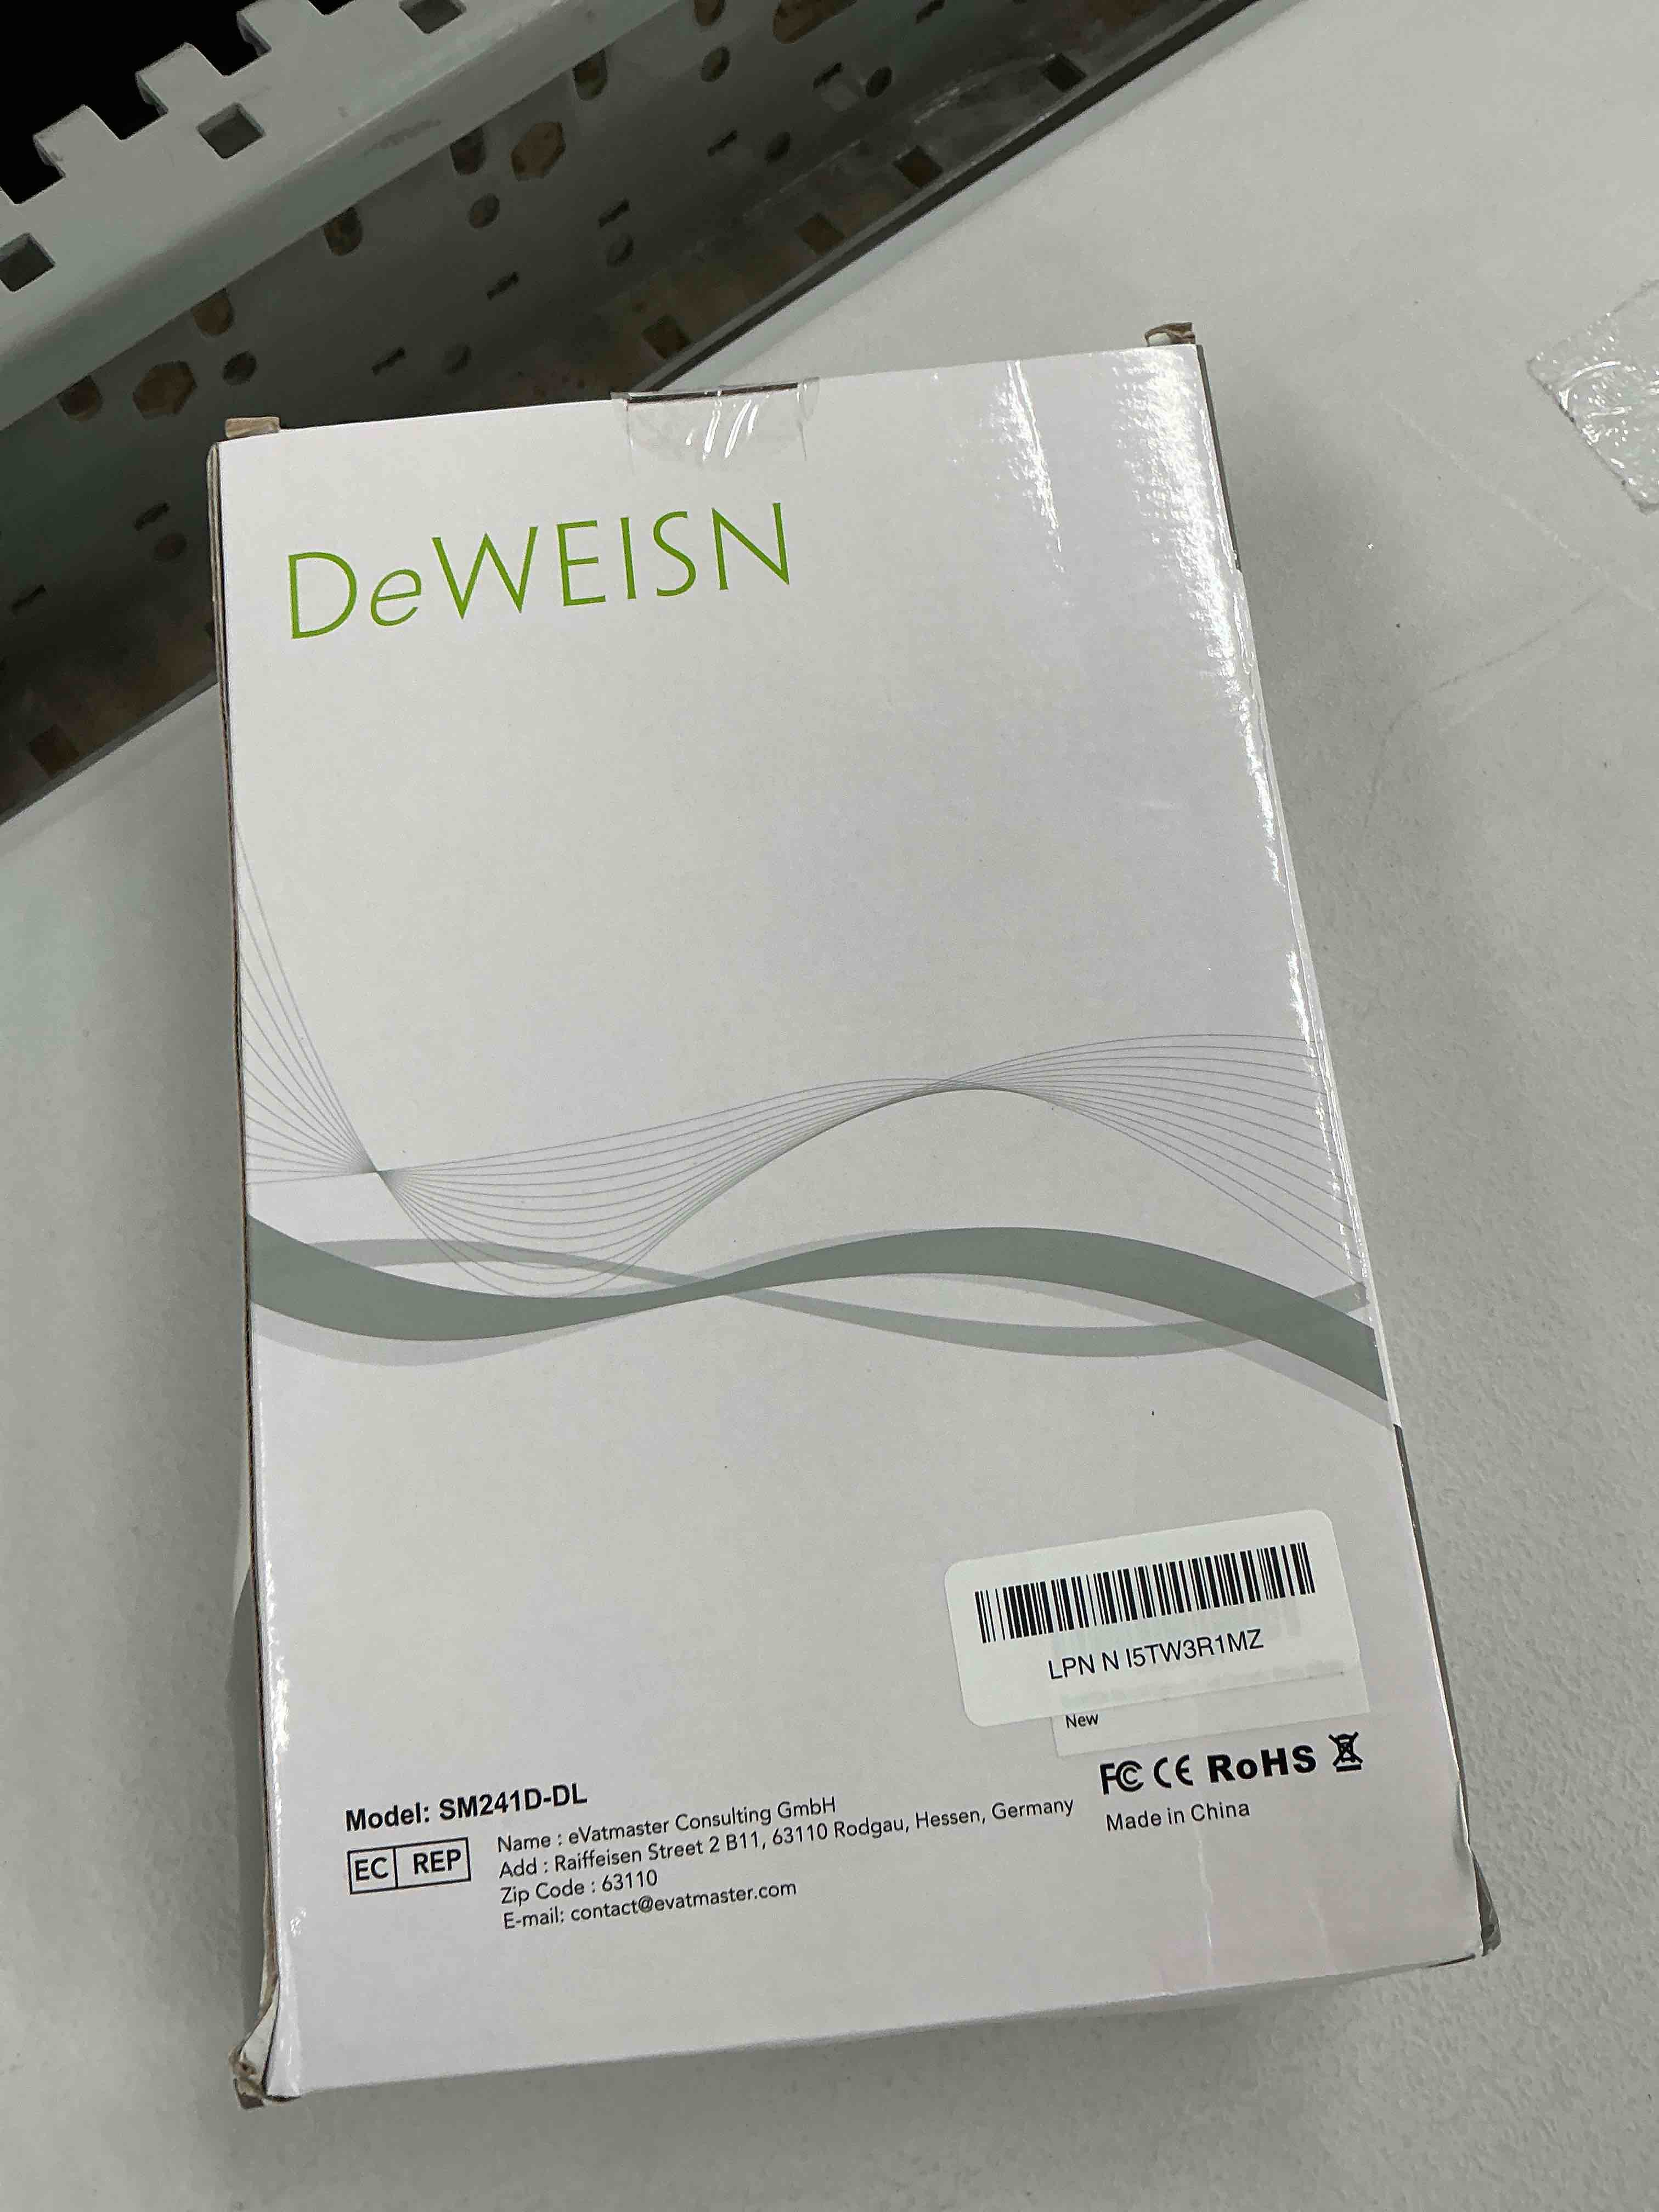 DeWEISN
LPN N I5TW3R1MZ
New
FC CE RoHS
Made in China
Model: SM241D-DL
EC REP
Name : eVatmaster Consulting GmbH
Add : Raiffeisen Street 2 B11, 63110 Rodgau, Hessen, Germany
Zip Code : 63110
E-mail: contact@evatmaster.com